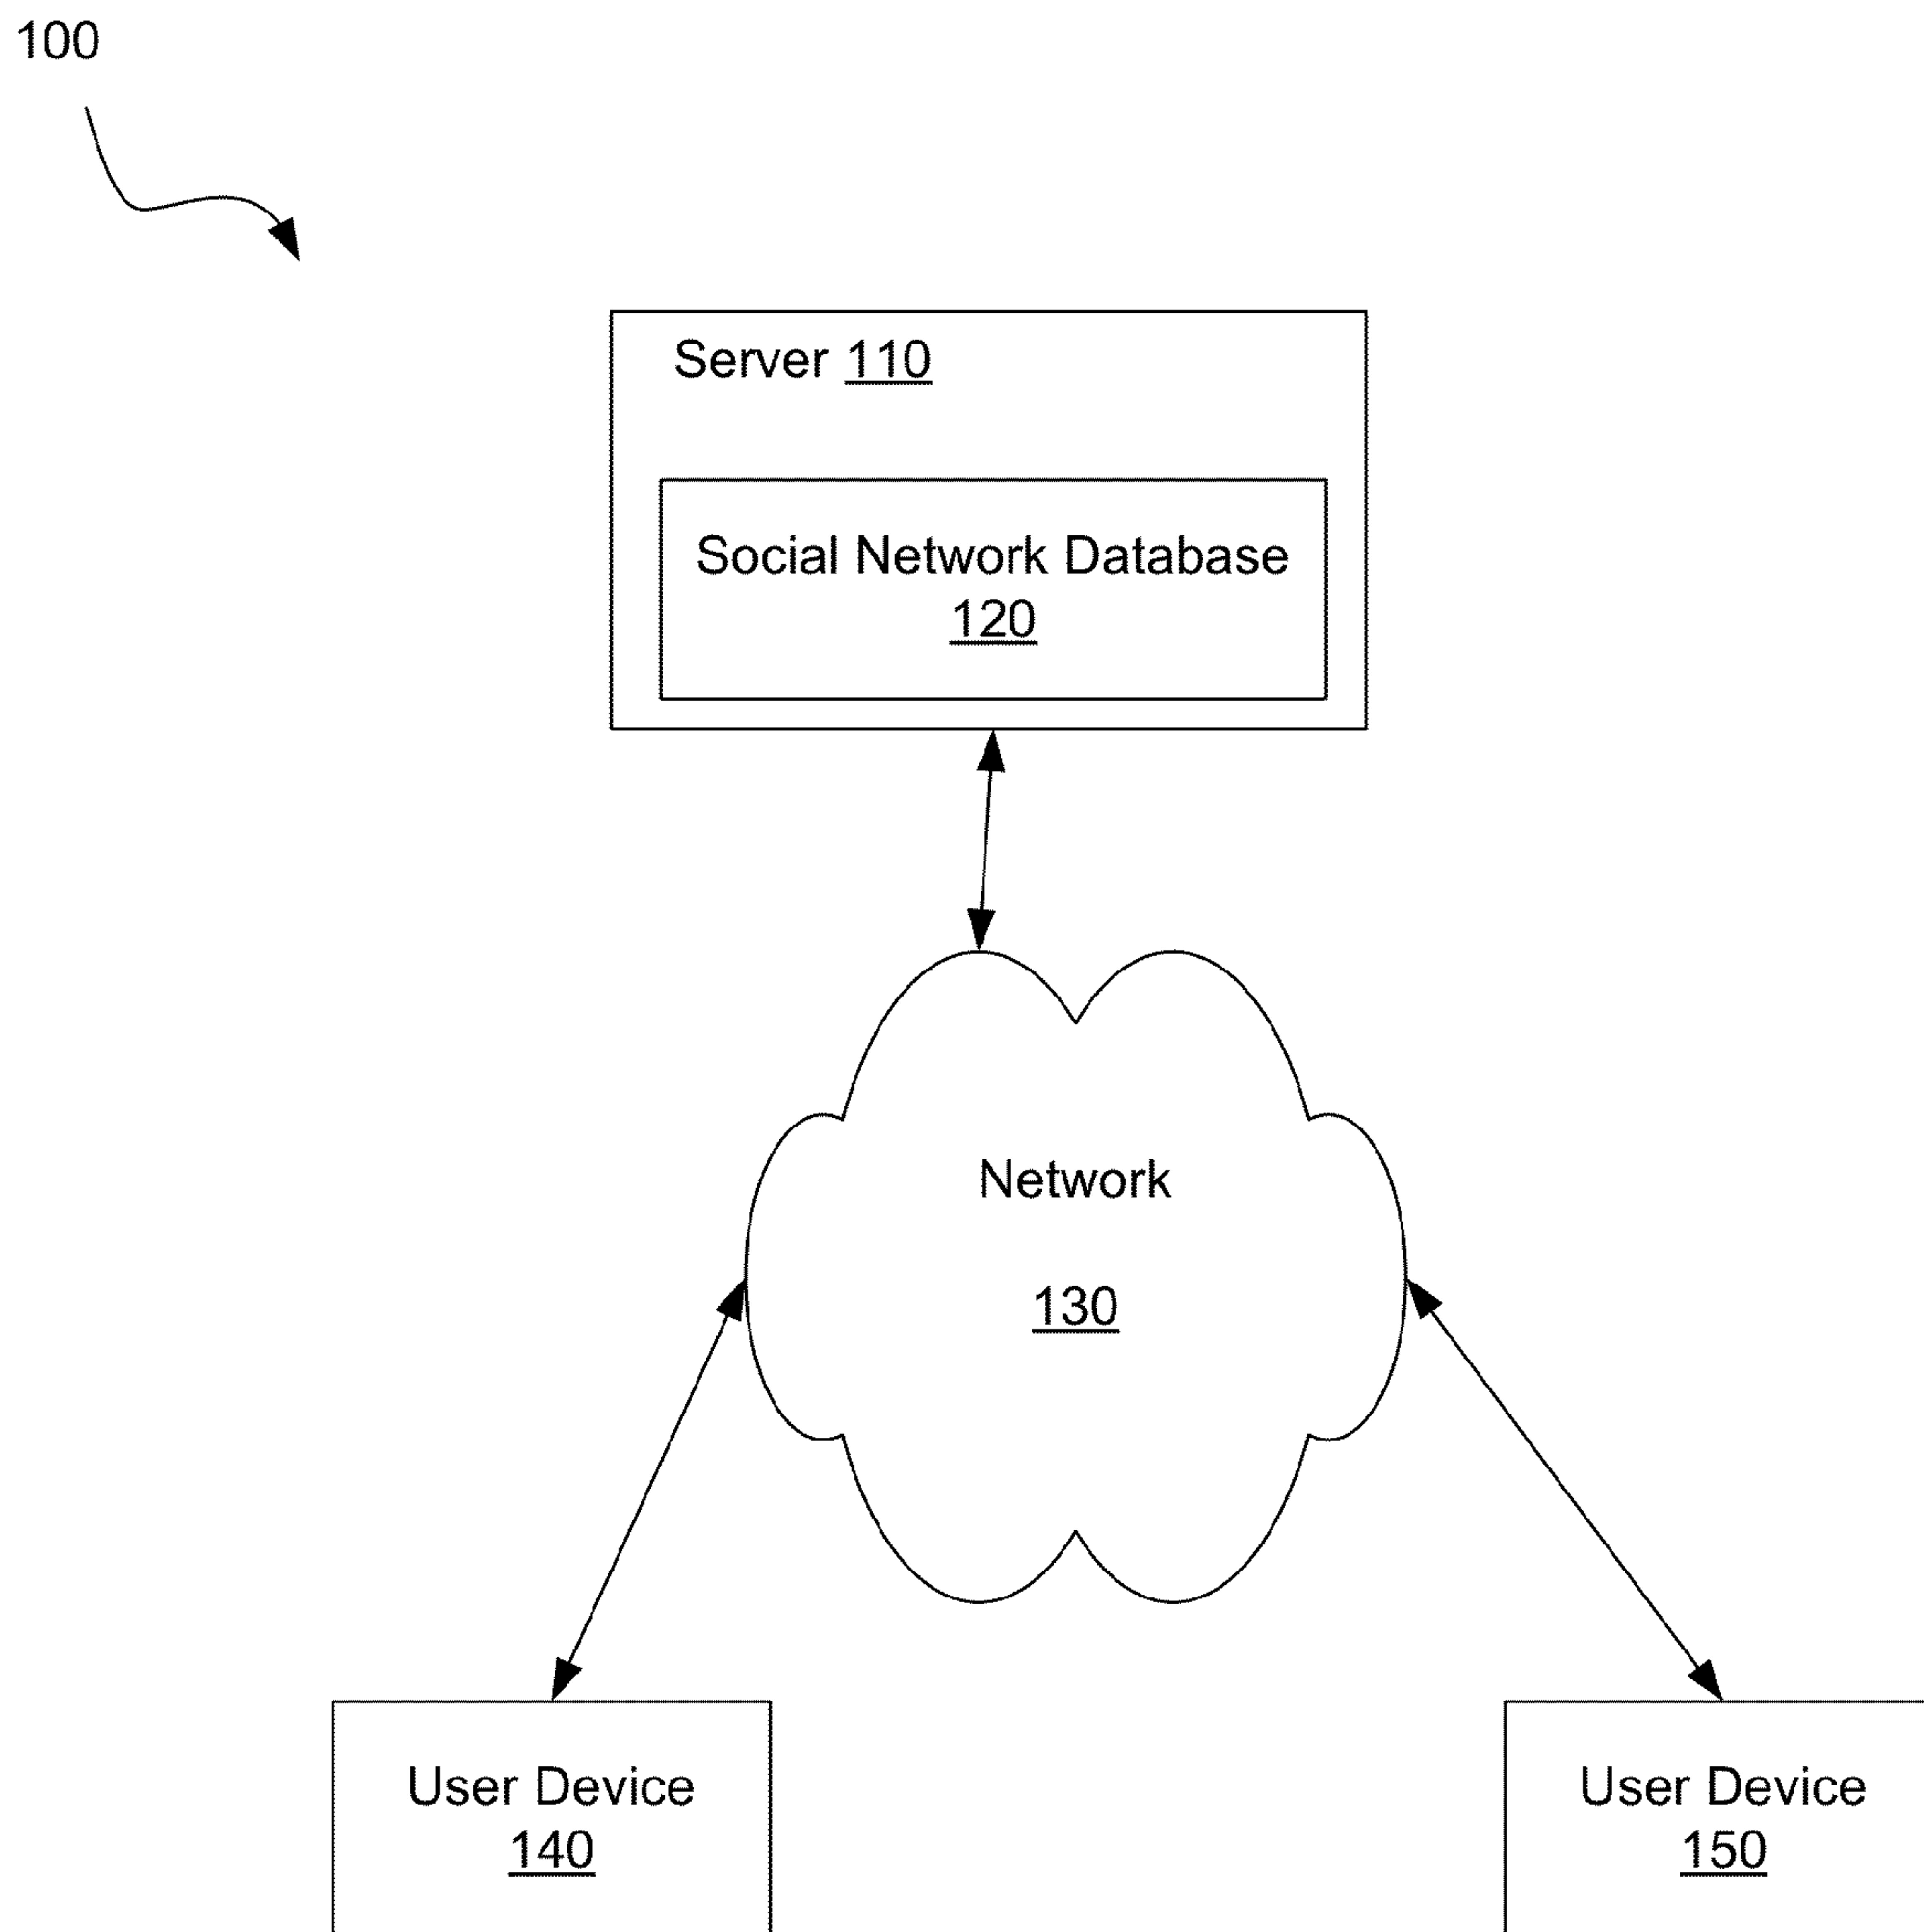 100
Server 110
Social Network Database
120
Network
130
User Device
140
User Device
150